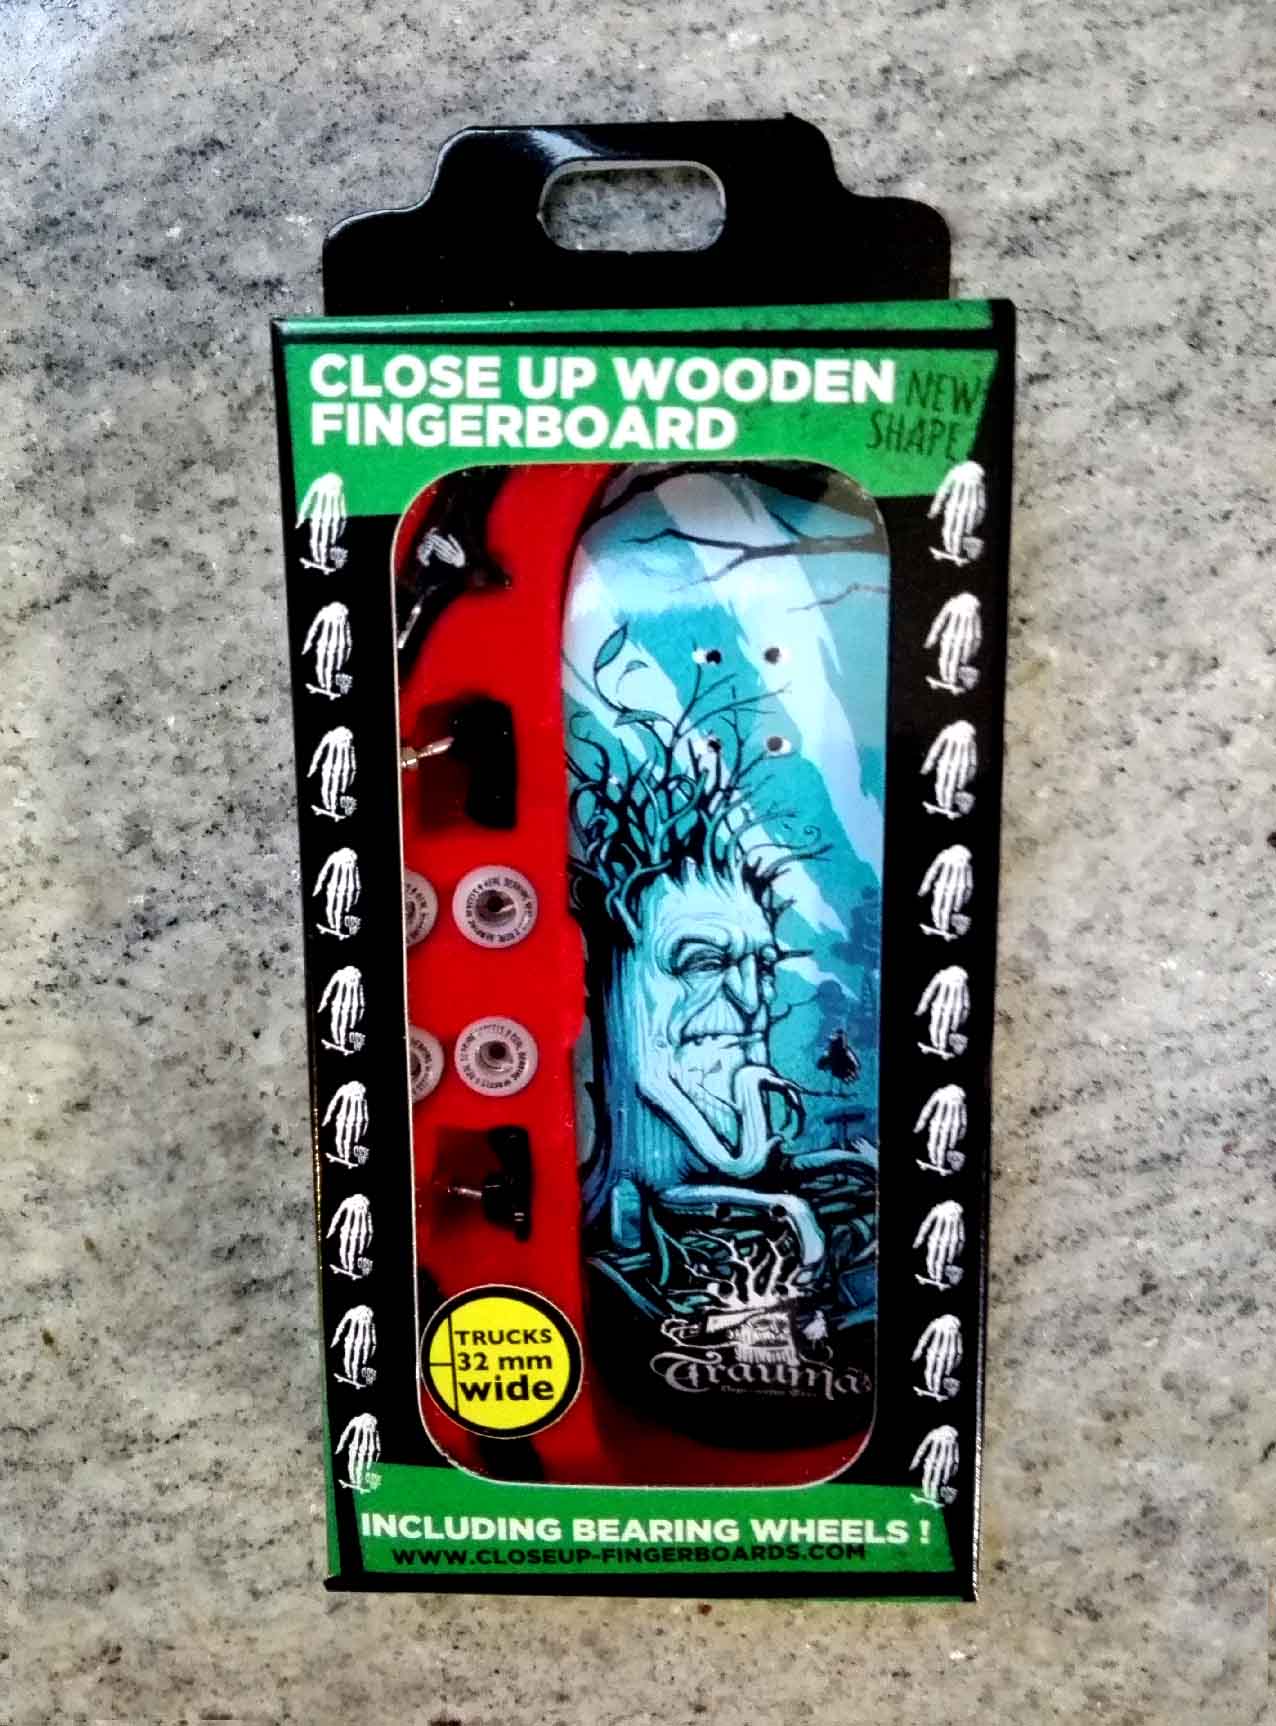 CLOSE UP WOODEN
FINGERBOARD
NEW
SHAPE
TRUCKS
32 mm
wide
Trauma
INCLUDING BEARING WHEELS !
WWW.CLOSEUP-FINGERBOARDS.COM